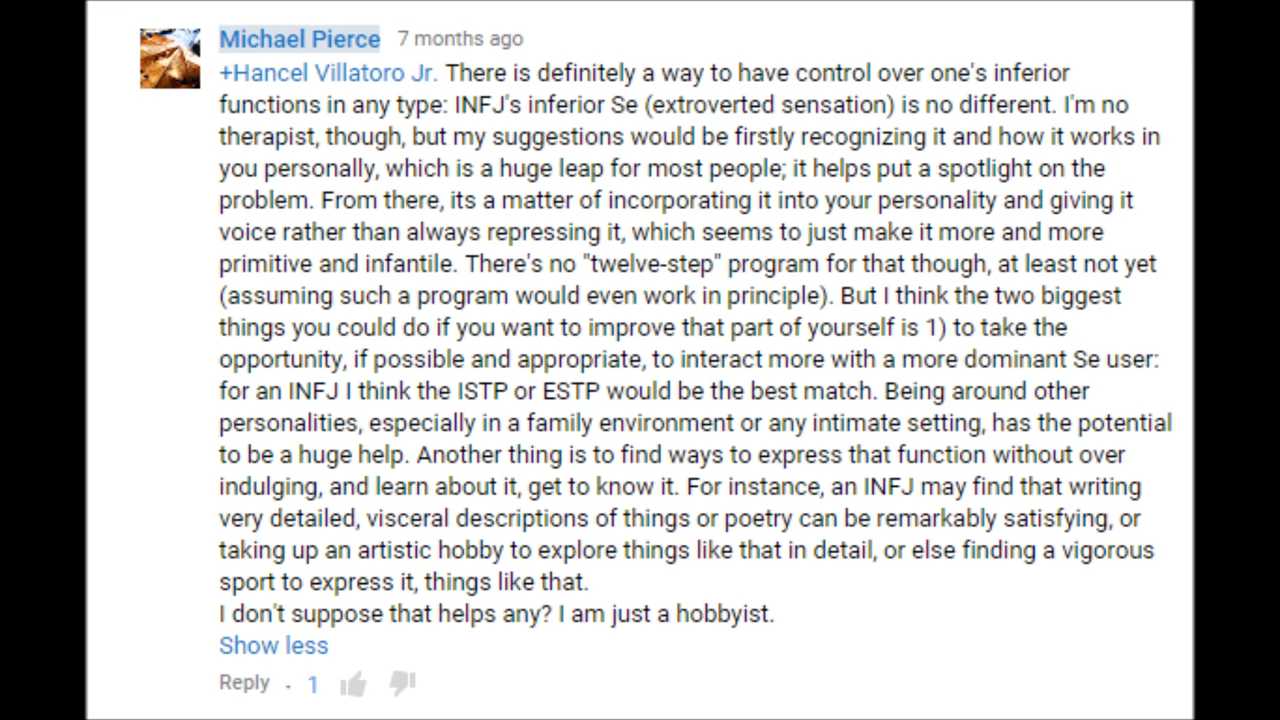 Michael Pierce 7 months ago
+Hancel Villatoro Jr. There is definitely a way to have control over one's inferior
functions in any type: INFJ's inferior Se (extroverted sensation) is no different. I'm no
therapist, though, but my suggestions would be firstly recognizing it and how it works in
you personally, which is a huge leap for most people; it helps put a spotlight on the
problem. From there, its a matter of incorporating it into your personality and giving it
voice rather than always repressing it, which seems to just make it more and more
primitive and infantile. There's no "twelve-step" program for that though, at least not yet
(assuming such a program would even work in principle). But I think the two biggest
things you could do if you want to improve that part of yourself is 1) to take the
opportunity, if possible and appropriate, to interact more with a more dominant Se user:
for an INFJ I think the ISTP or ESTP would be the best match. Being around other
personalities, especially in a family environment or any intimate setting, has the potential
to be a huge help. Another thing is to find ways to express that function without over
indulging, and learn about it, get to know it. For instance, an INFJ may find that writing
very detailed, visceral descriptions of things or poetry can be remarkably satisfying, or
taking up an artistic hobby to explore things like that in detail, or else finding a vigorous
sport to express it, things like that.
I don't suppose that helps any? I am just a hobbyist.
Show less
Reply · 1